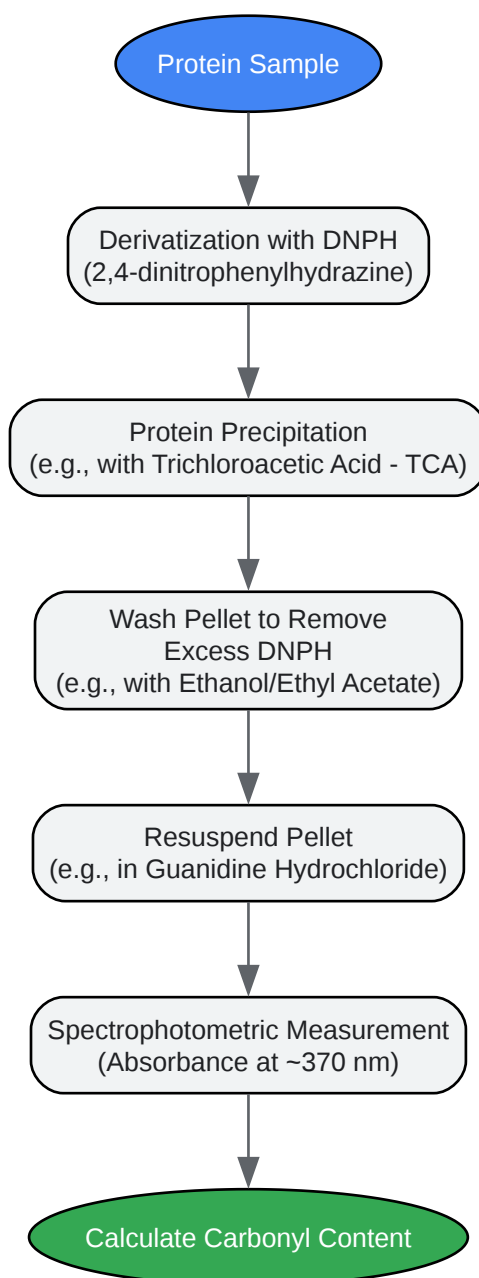 Protein Sample
Derivatization with DNPH
(2,4-dinitrophenylhydrazine)
Protein Precipitation
(e.g., with Trichloroacetic Acid - TCA)
Wash Pellet to Remove
Excess DNPH
(e.g., with Ethanol/Ethyl Acetate)
Resuspend Pellet
(e.g., in Guanidine Hydrochloride)
Spectrophotometric Measurement
(Absorbance at ~370 nm)
Calculate Carbonyl Content